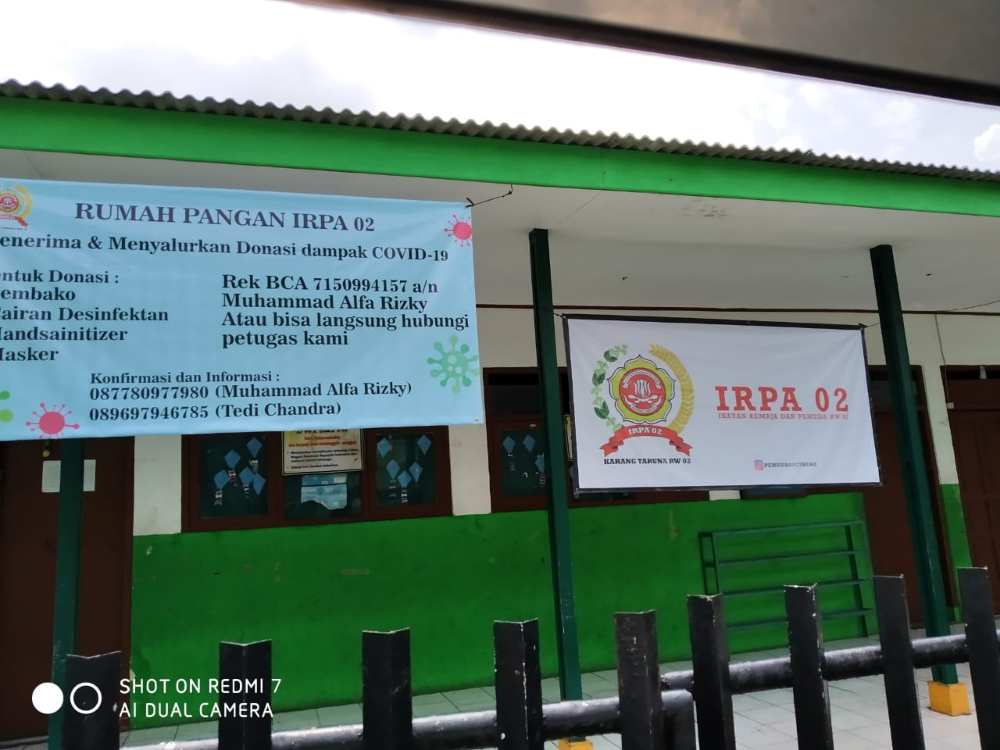 RUMAH PANGAN IRPA 02
enerima & Menyalurkan Donasi dampak COVID-19
entuk Donasi :
embako
airan Desinfektan
andsainitizer
asker
Rek BCA 7150994157 a/n
Muhammad Alfa Rizky
Atau bisa langsung hubungi
petugas kami
Konfirmasi dan Informasi :
087780977980 (Muhammad Alfa Rizky)
089697946785 (Tedi Chandra)
IRPA 02
KARANG TARUNA RW 02
IRPA 02
IKATAN REMAJA DAN PEMUDA RW 02
PEMUDA02CINERE
SHOT ON REDMI 7
AI DUAL CAMERA